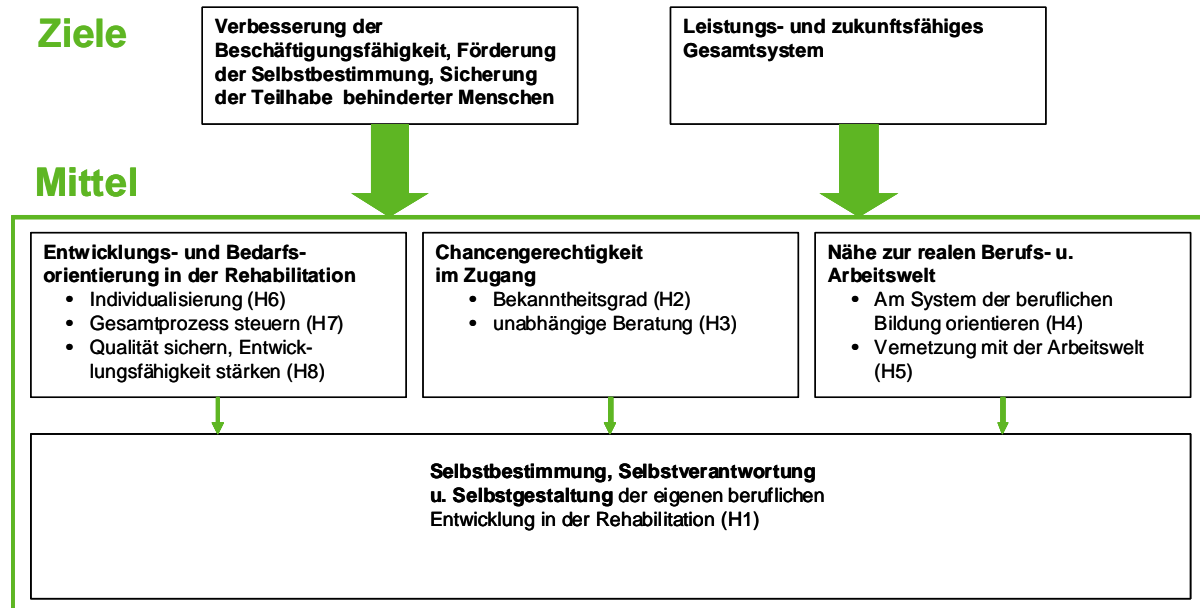 Ziele
Verbesserung der
Beschäftigungsfähigkeit, Förderung
der Selbstbestimmung, Sicherung
der Teilhabe behinderter Menschen
Leistungs- und zukunftsfähiges
Gesamtsystem
Mittel
Entwicklungs- und Bedarfs-
orientierung in der Rehabilitation
• Individualisierung (H6)
• Gesamtprozess steuern (H7)
• Qualität sichern, Entwick-
lungsfähigkeit stärken (H8)
Chancengerechtigkeit
im Zugang
• Bekanntheitsgrad (H2)
• unabhängige Beratung (H3)
Nähe zur realen Berufs- u.
Arbeitswelt
• Am System der beruflichen
Bildung orientieren (H4)
• Vernetzung mit der Arbeitswelt
(H5)
Selbstbestimmung, Selbstverantwortung
u. Selbstgestaltung der eigenen beruflichen
Entwicklung in der Rehabilitation (H1)